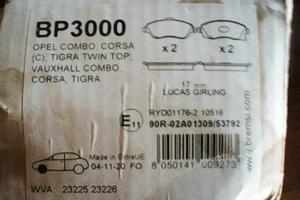 BP3000
OPEL COMBO, CORSA
(C), TIGRA TWIN TOP,
VAUXHALL COMBO,
CORSA, TIGRA
x 2 x 2
17 mm
LUCAS GIRLING
RYD01176-2 10516
E11 90R-02A01309/53792
Made in ExtraUE
04-11-20 FO
8 050141 009273
WVA: 23225 23226